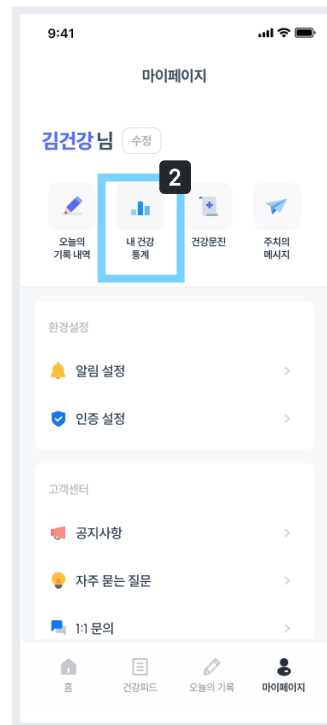 9:41
마이페이지
김건강 님 수정
2
오늘의 기록 내역
내 건강 통계
건강문진
주치의 메시지
환경설정
알림 설정
인증 설정
고객센터
공지사항
자주 묻는 질문
1:1 문의
홈 건강피드 오늘의 기록 마이페이지